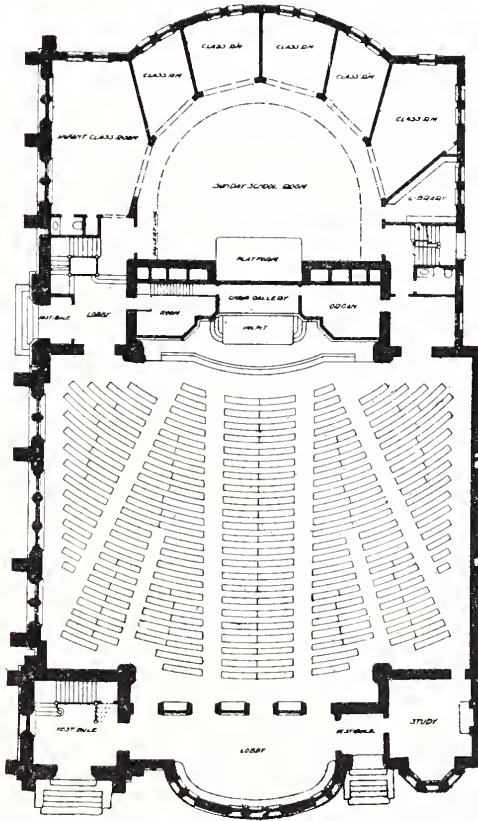 CLASS RM
CLASS RM
CLASS RM
CLASS RM
INFANT CLASS ROOM
CLASS RM
SUNDAY SCHOOL ROOM
LIBRARY
PLATFORM
CHOIR GALLERY
LOBBY
ROOM
ORGAN
PULPIT
VESTIBULE
STUDY
VESTIBULE
LOBBY